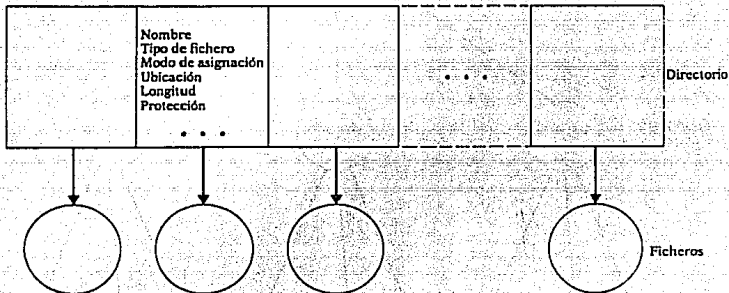 Nombre
Tipo de fichero
Modo de asignación
Ubicación
Longitud
Protección
. . .
. . .
Directorio
Ficheros